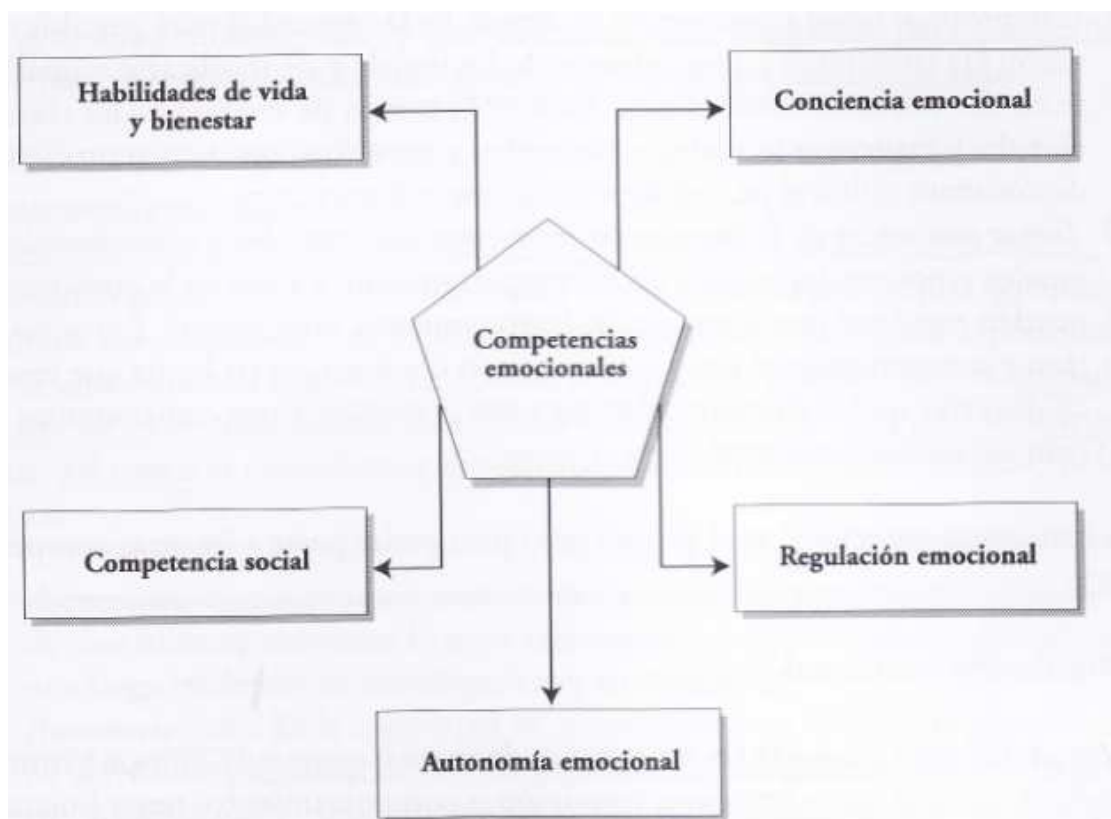 Habilidades de vida
y bienestar
Conciencia emocional
Competencias
emocionales
Competencia social
Regulación emocional
Autonomía emocional